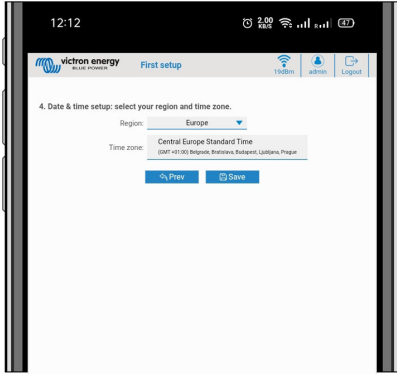 12:12
2.00 KB/S R 47
victron energy
BLUE POWER
First setup
19dBm admin Logout
4. Date & time setup: select your region and time zone.
Region: Europe
Time zone: Central Europe Standard Time
(GMT +01:00) Belgrade, Bratislava, Budapest, Ljubljana, Prague
Prev Save